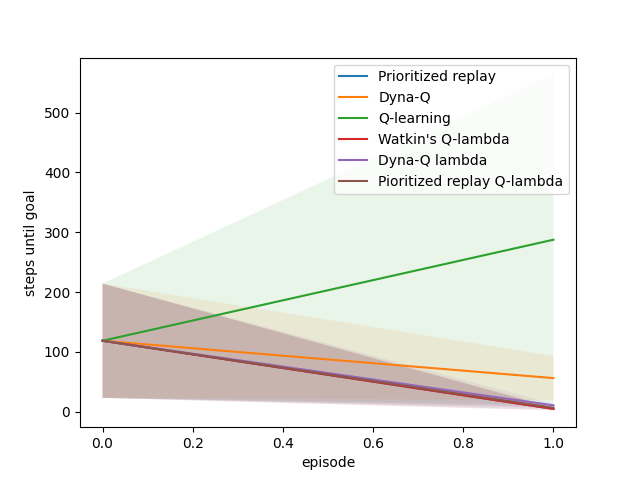 Prioritized replay
Dyna-Q
Q-learning
Watkin's Q-lambda
Dyna-Q lambda
Pioritized replay Q-lambda
steps until goal
500
400
300
200
100
0
0.0 0.2 0.4 0.6 0.8 1.0
episode